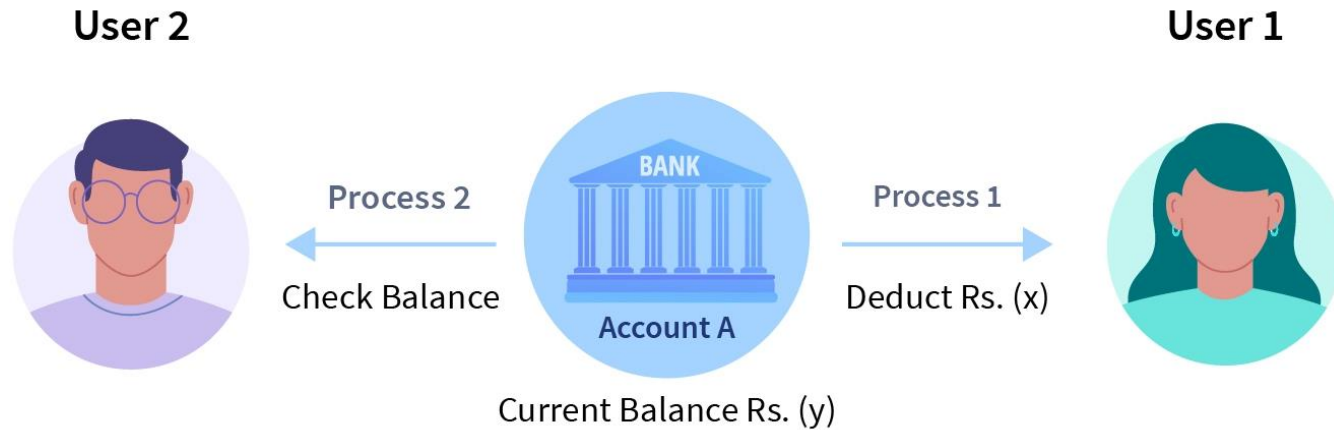 User 2
User 1
BANK
Process 2
Process 1
Check Balance
Deduct Rs. (x)
Account A
Current Balance Rs. (y)